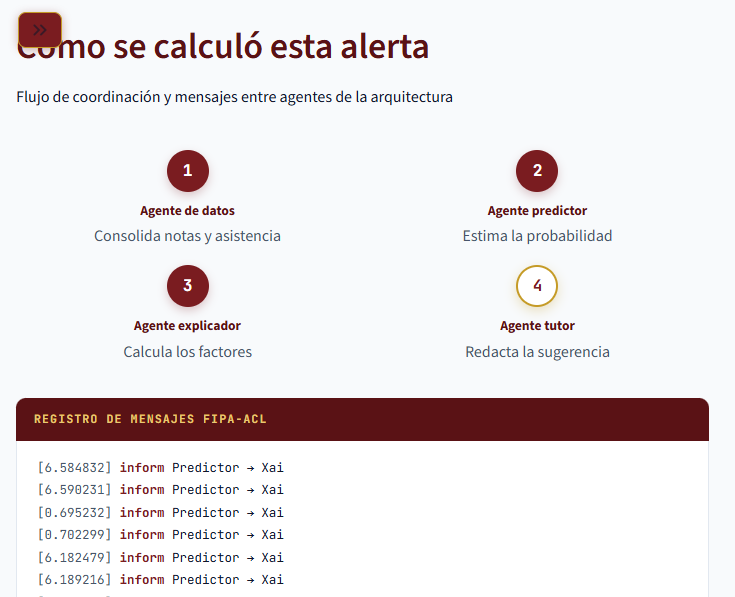 »
Cómo se calculó esta alerta
Flujo de coordinación y mensajes entre agentes de la arquitectura
1
Agente de datos
Consolida notas y asistencia
2
Agente predictor
Estima la probabilidad
3
Agente explicador
Calcula los factores
4
Agente tutor
Redacta la sugerencia
REGISTRO DE MENSAJES FIPA-ACL
[6.584832] inform Predictor → Xai
[6.590231] inform Predictor → Xai
[0.695232] inform Predictor → Xai
[0.702299] inform Predictor → Xai
[6.182479] inform Predictor → Xai
[6.189216] inform Predictor → Xai